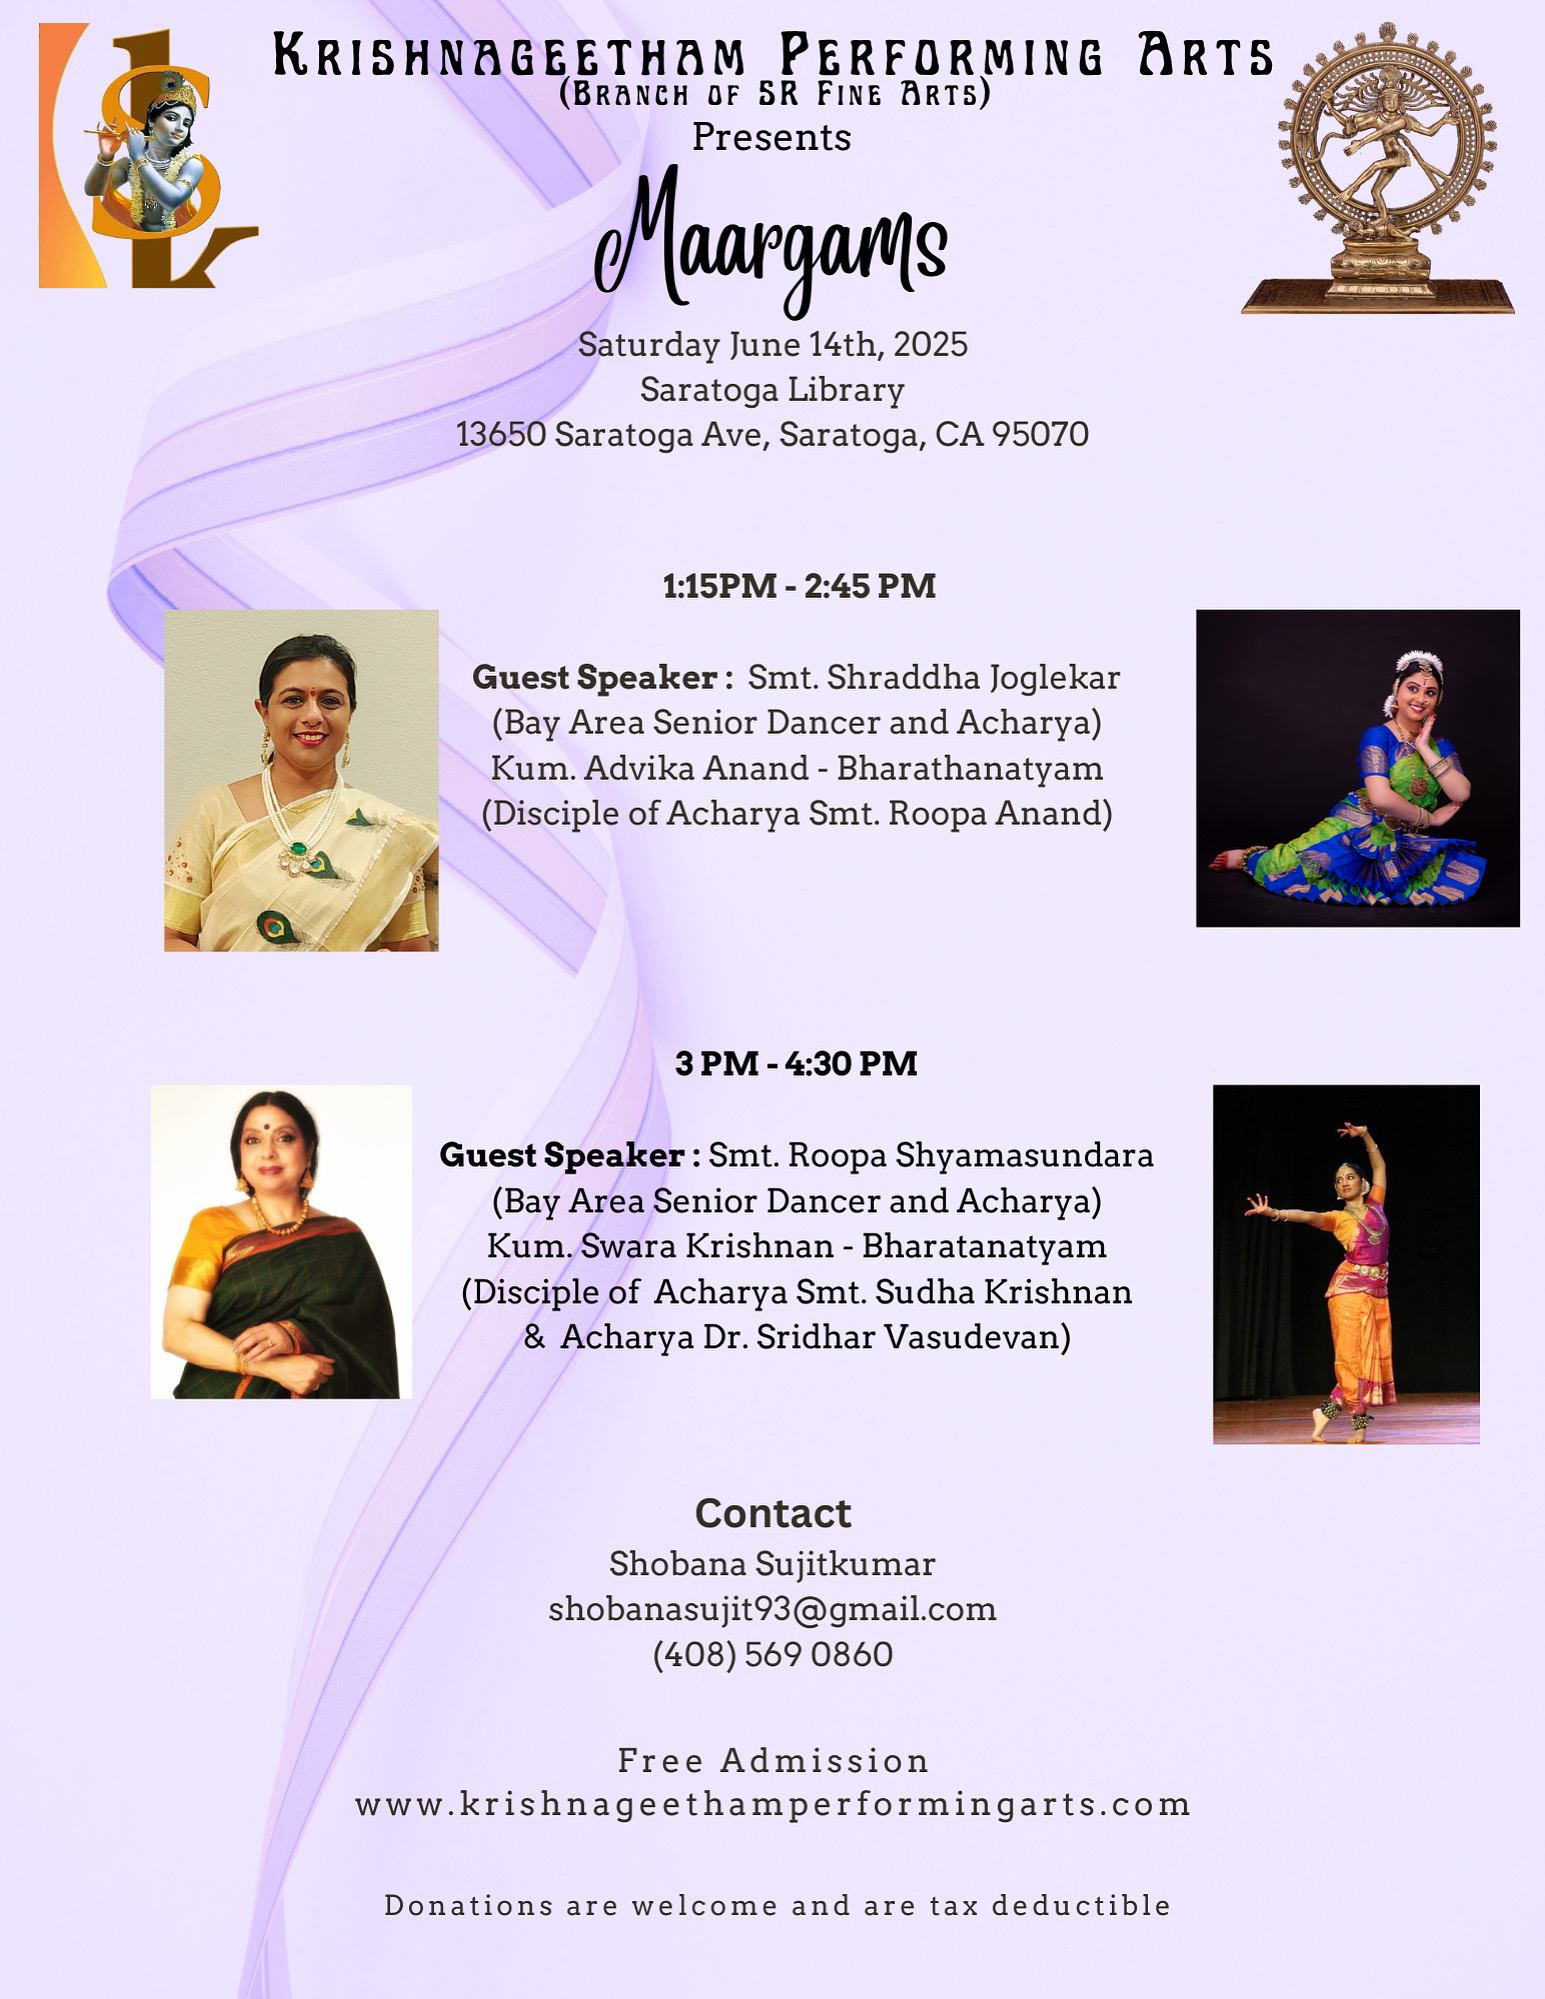 Krishnageetham Performing Arts
(Branch of SR Fine Arts)
Presents
Maargams
Saturday June 14th, 2025
Saratoga Library
13650 Saratoga Ave, Saratoga, CA 95070
1:15PM - 2:45 PM
Guest Speaker : Smt. Shraddha Joglekar
(Bay Area Senior Dancer and Acharya)
Kum. Advika Anand - Bharathanatyam
(Disciple of Acharya Smt. Roopa Anand)
3 PM - 4:30 PM
Guest Speaker : Smt. Roopa Shyamasundara
(Bay Area Senior Dancer and Acharya)
Kum. Swara Krishnan - Bharatanatyam
(Disciple of Acharya Smt. Sudha Krishnan
& Acharya Dr. Sridhar Vasudevan)
Contact
Shobana Sujitkumar
shobanasujit93@gmail.com
(408) 569 0860
Free Admission
www.krishnageethamperformingarts.com
Donations are welcome and are tax deductible